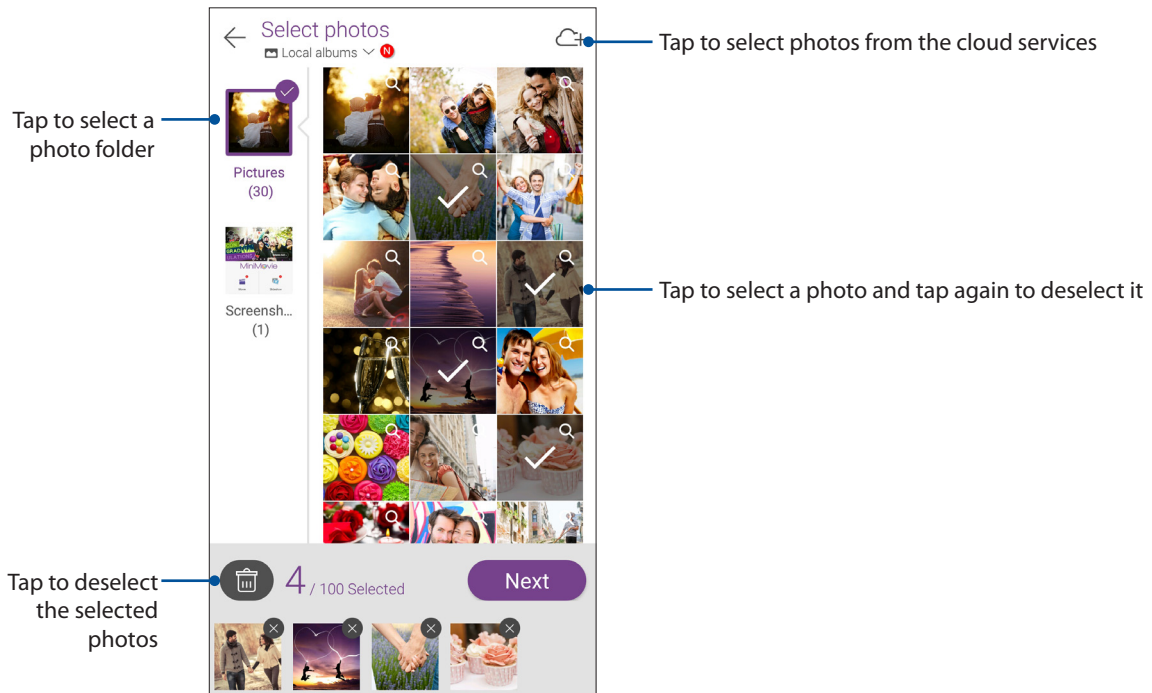 Select photos
Local albums
N
Tap to select photos from the cloud services
Tap to select a
photo folder
Pictures
(30)
MiniMovie
Screensh...
(1)
Tap to select a photo and tap again to deselect it
Tap to deselect
the selected
photos
4 / 100 Selected
Next